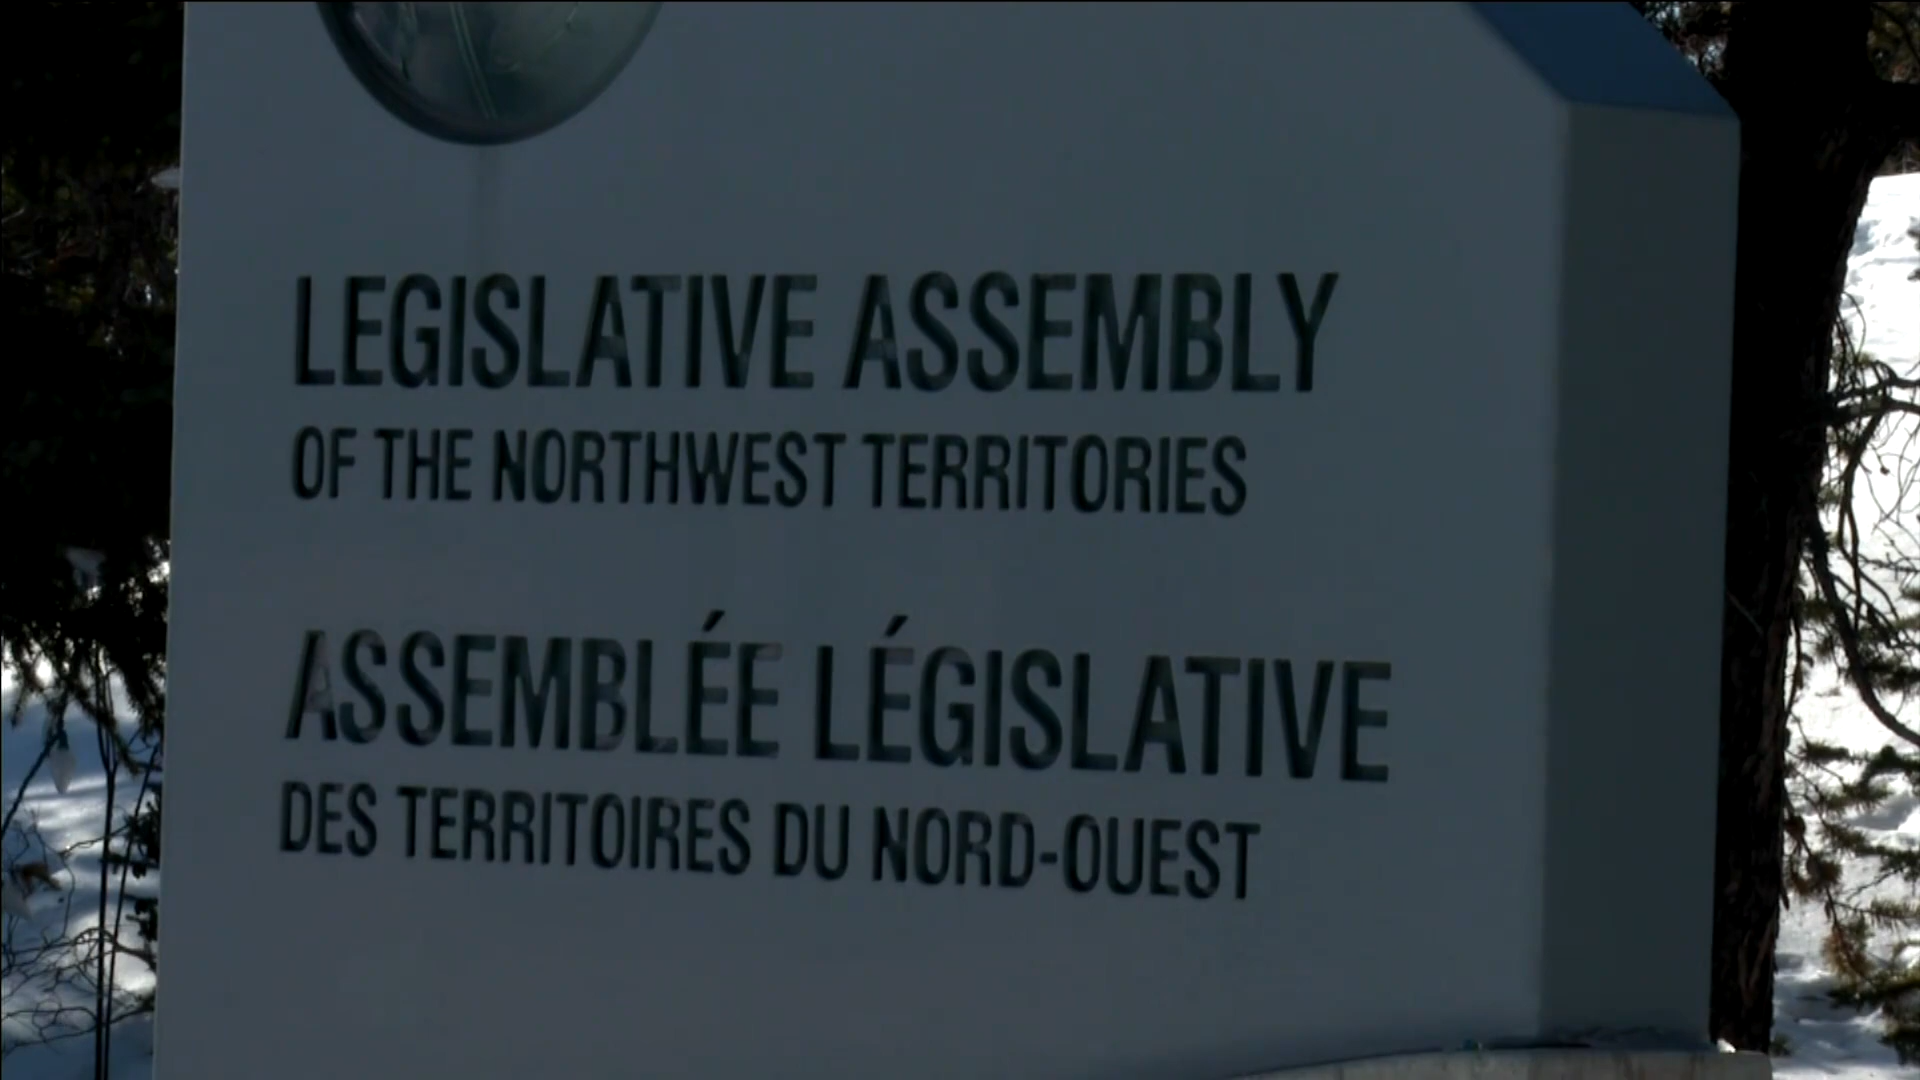 LEGISLATIVE ASSEMBLY
OF THE NORTHWEST TERRITORIES
ASSEMBLÉE LÉGISLATIVE
DES TERRITOIRES DU NORD-OUEST